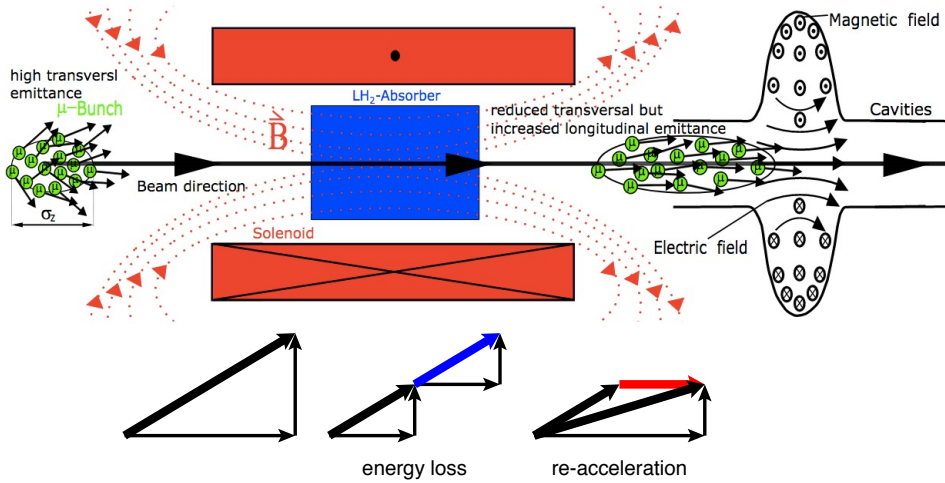 Magnetic field
high transversl
emittance
μ-Bunch
LH₂-Absorber
reduced transversal but
increased longitudinal emittance
Cavities
B
μ μ μ μ μ μ μ μ μ μ μ μ μ
μ μ μ μ μ μ μ μ μ μ μ μ
Beam direction
σz
Solenoid
Electric field
energy loss
re-acceleration